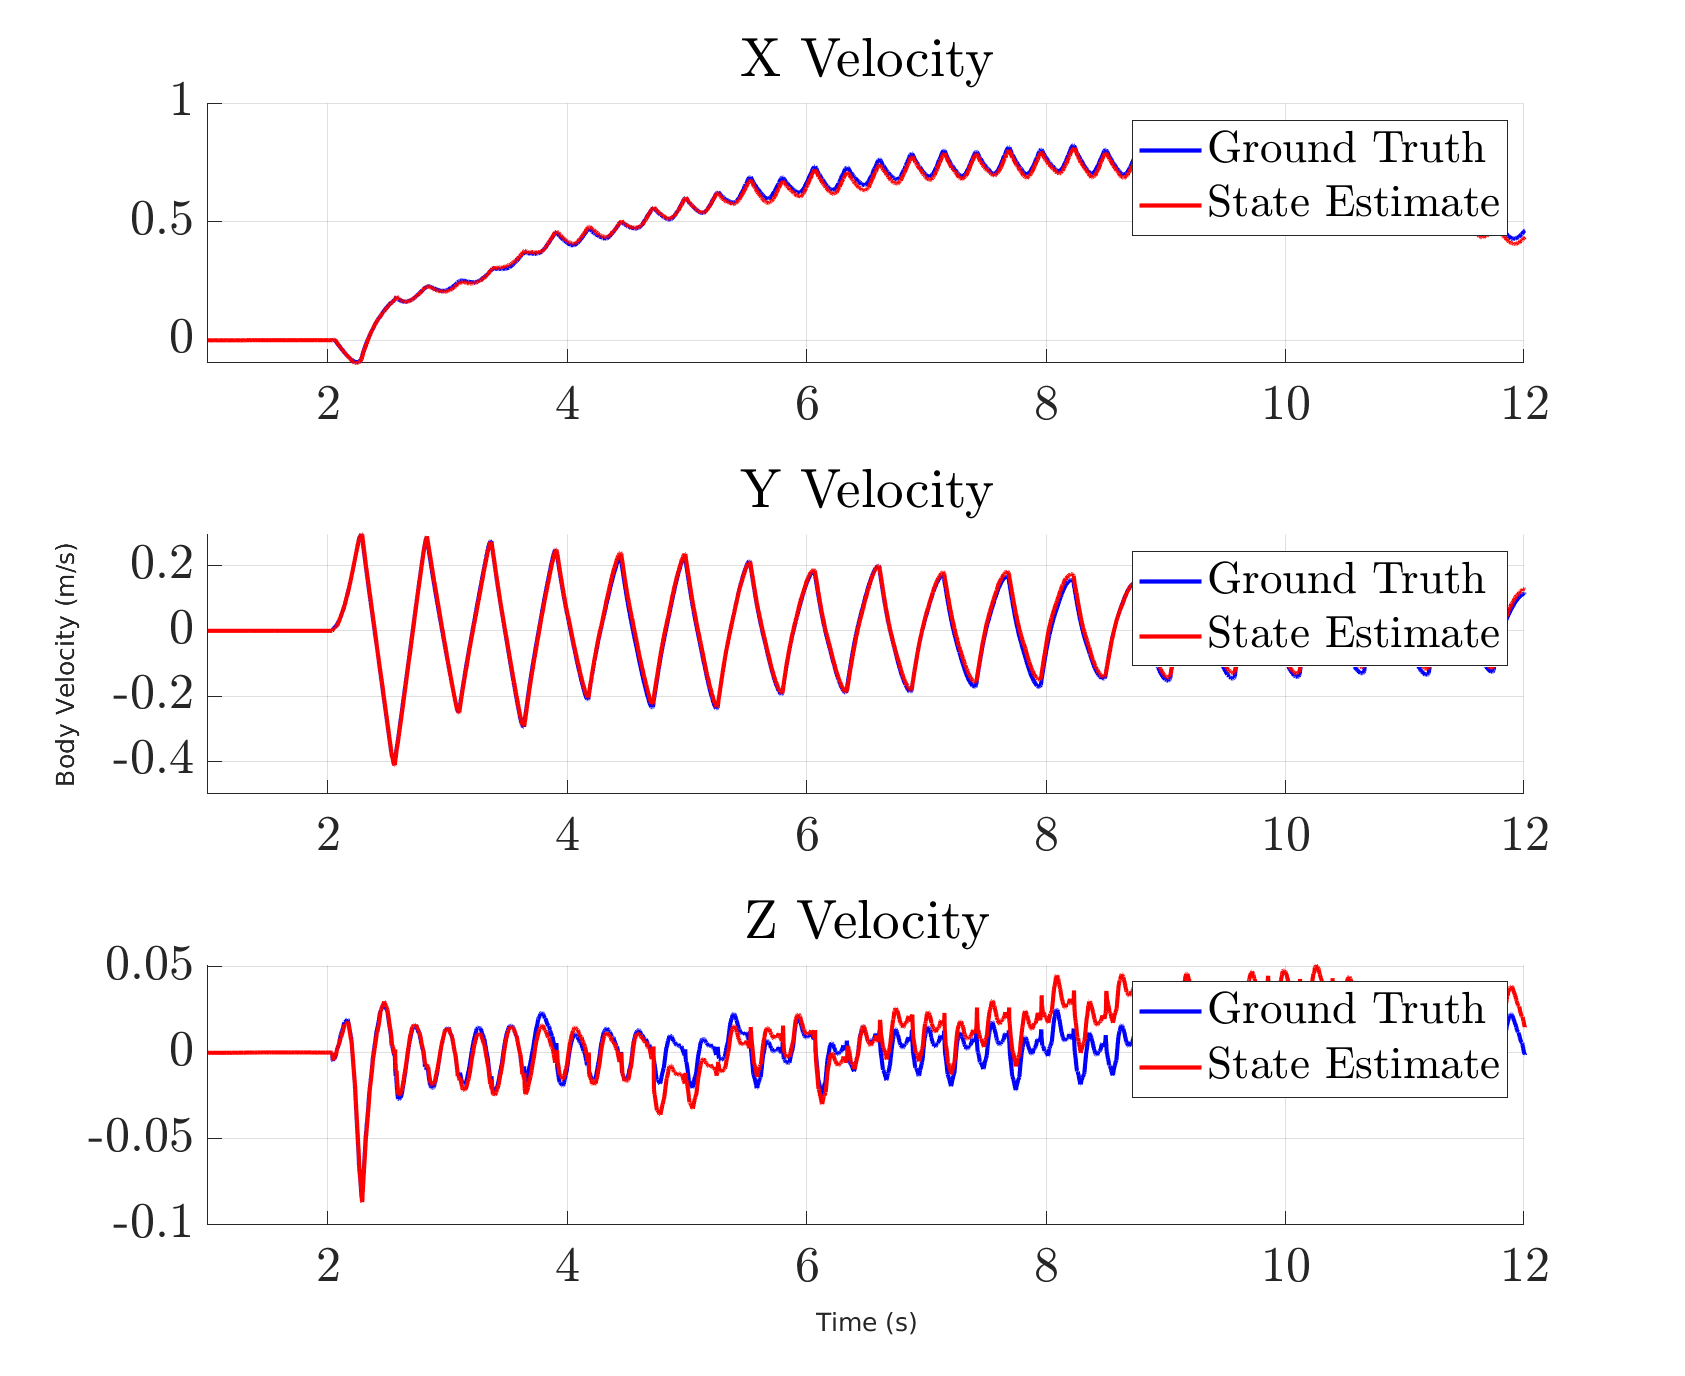 X Velocity
1
0.5
0
2 4 6 8 10 12
Ground Truth
State Estimate
Y Velocity
Body Velocity (m/s)
0.2
0
-0.2
-0.4
2 4 6 8 10 12
Ground Truth
State Estimate
Z Velocity
0.05
0
-0.05
-0.1
2 4 6 8 10 12
Ground Truth
State Estimate
Time (s)